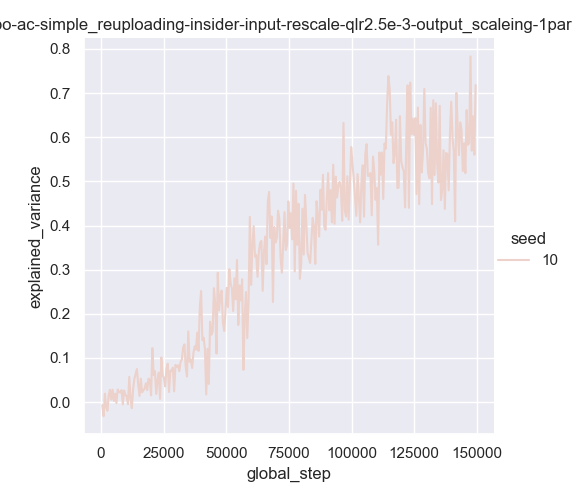 oo-ac-simple_reuploading-insider-input-rescale-qlr2.5e-3-output_scaleing-1par
0.8
0.7
0.6
0.5
0.4
0.3
0.2
0.1
0.0
explained_variance
0 25000 50000 75000 100000 125000 150000
global_step
seed
10